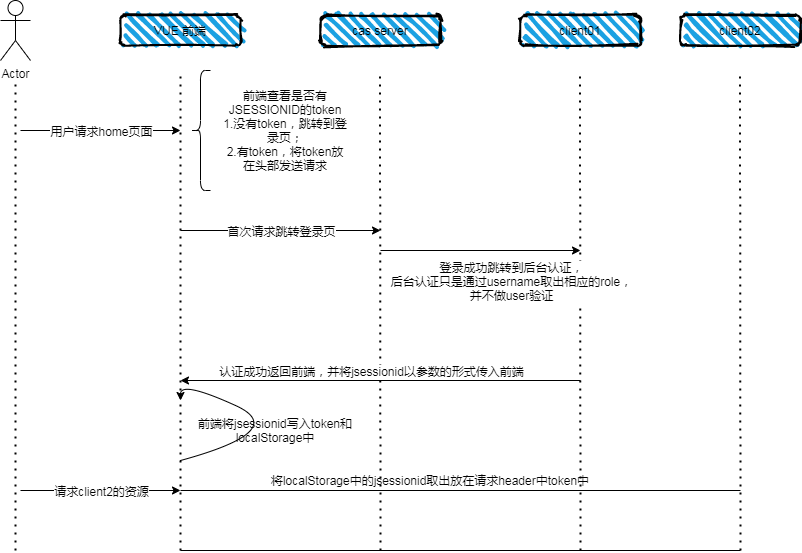 VUE 前端
cas server
client01
client02
Actor
前端查看是否有
JSESSIONID的token
1.没有token，跳转到登
录页；
2.有token，将token放
在头部发送请求
用户请求home页面
首次请求跳转登录页
登录成功跳转到后台认证，
后台认证只是通过username取出相应的role，
并不做user验证
认证成功返回前端，并将jsessionid以参数的形式传入前端
前端将jsessionid写入token和
localStorage中
请求client2的资源
将localStorage中的jsessionid取出放在请求header中token中